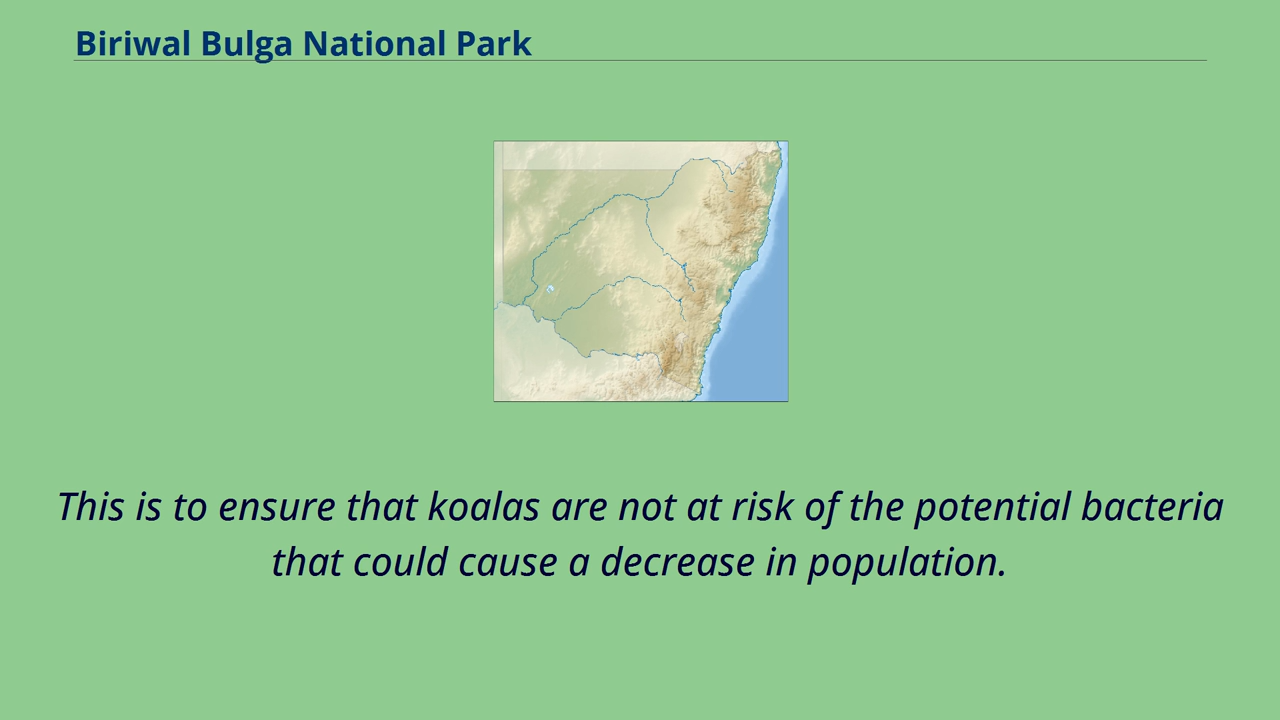 Biriwal Bulga National Park
This is to ensure that koalas are not at risk of the potential bacteria
that could cause a decrease in population.